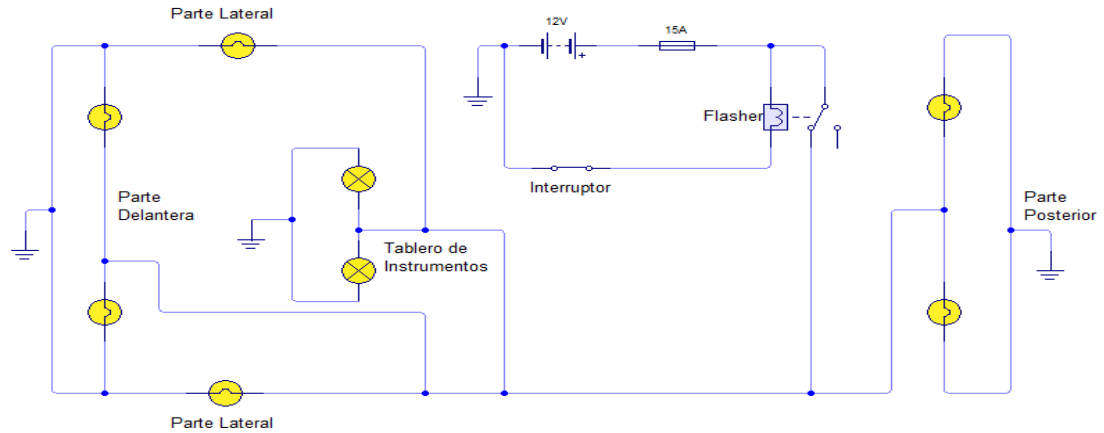 Parte Lateral
12V
15A
+
Flasher
Interruptor
Parte
Delantera
Tablero de
Instrumentos
Parte
Posterior
Parte Lateral